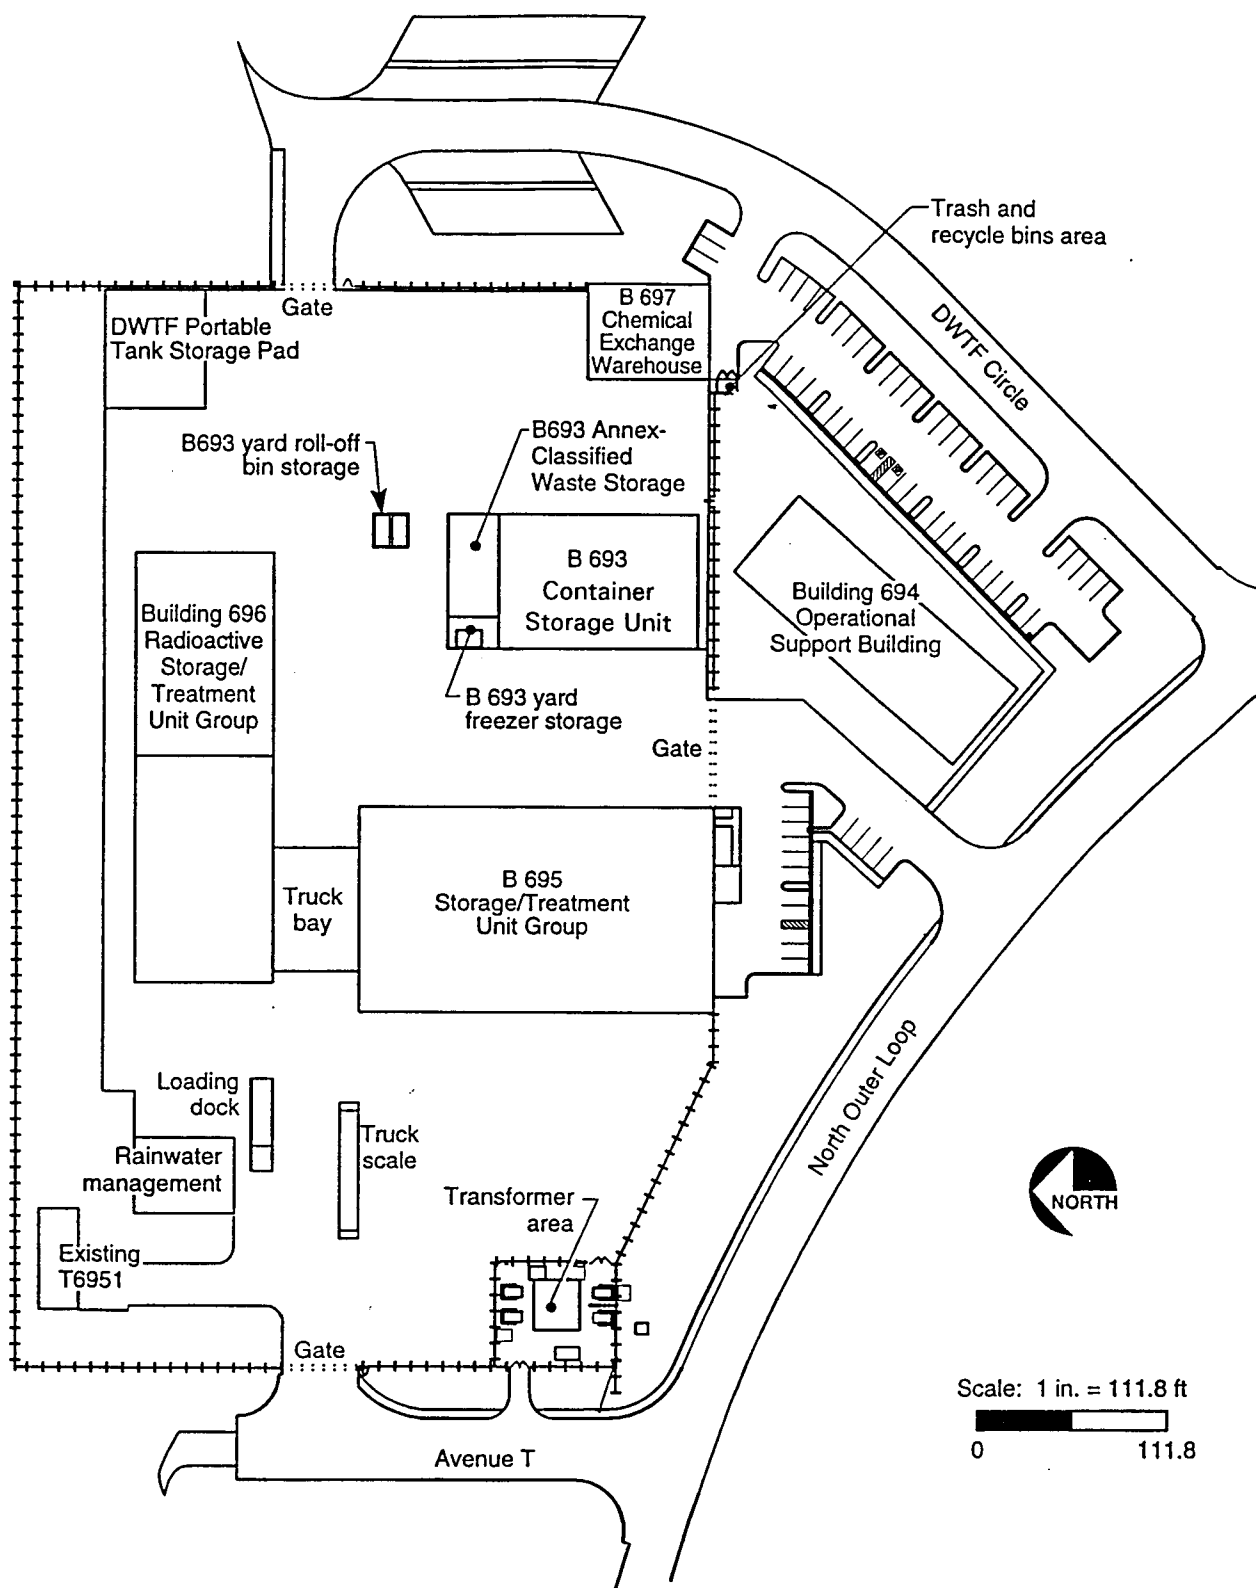 Trash and
recycle bins area
Gate
B 697
Chemical
Exchange
Warehouse
DWTF Portable
Tank Storage Pad
DWTF Circle
B693 yard roll-off
bin storage
B693 Annex-
Classified
Waste Storage
B 693
Container
Storage Unit
Building 694
Operational
Support Building
Building 696
Radioactive
Storage/
Treatment
Unit Group
B 693 yard
freezer storage
Gate
B 695
Storage/Treatment
Unit Group
Truck
bay
North Outer Loop
Loading
dock
Truck
scale
Rainwater
management
Transformer
area
NORTH
Existing
T6951
Gate
Scale: 1 in. = 111.8 ft
0 111.8
Avenue T